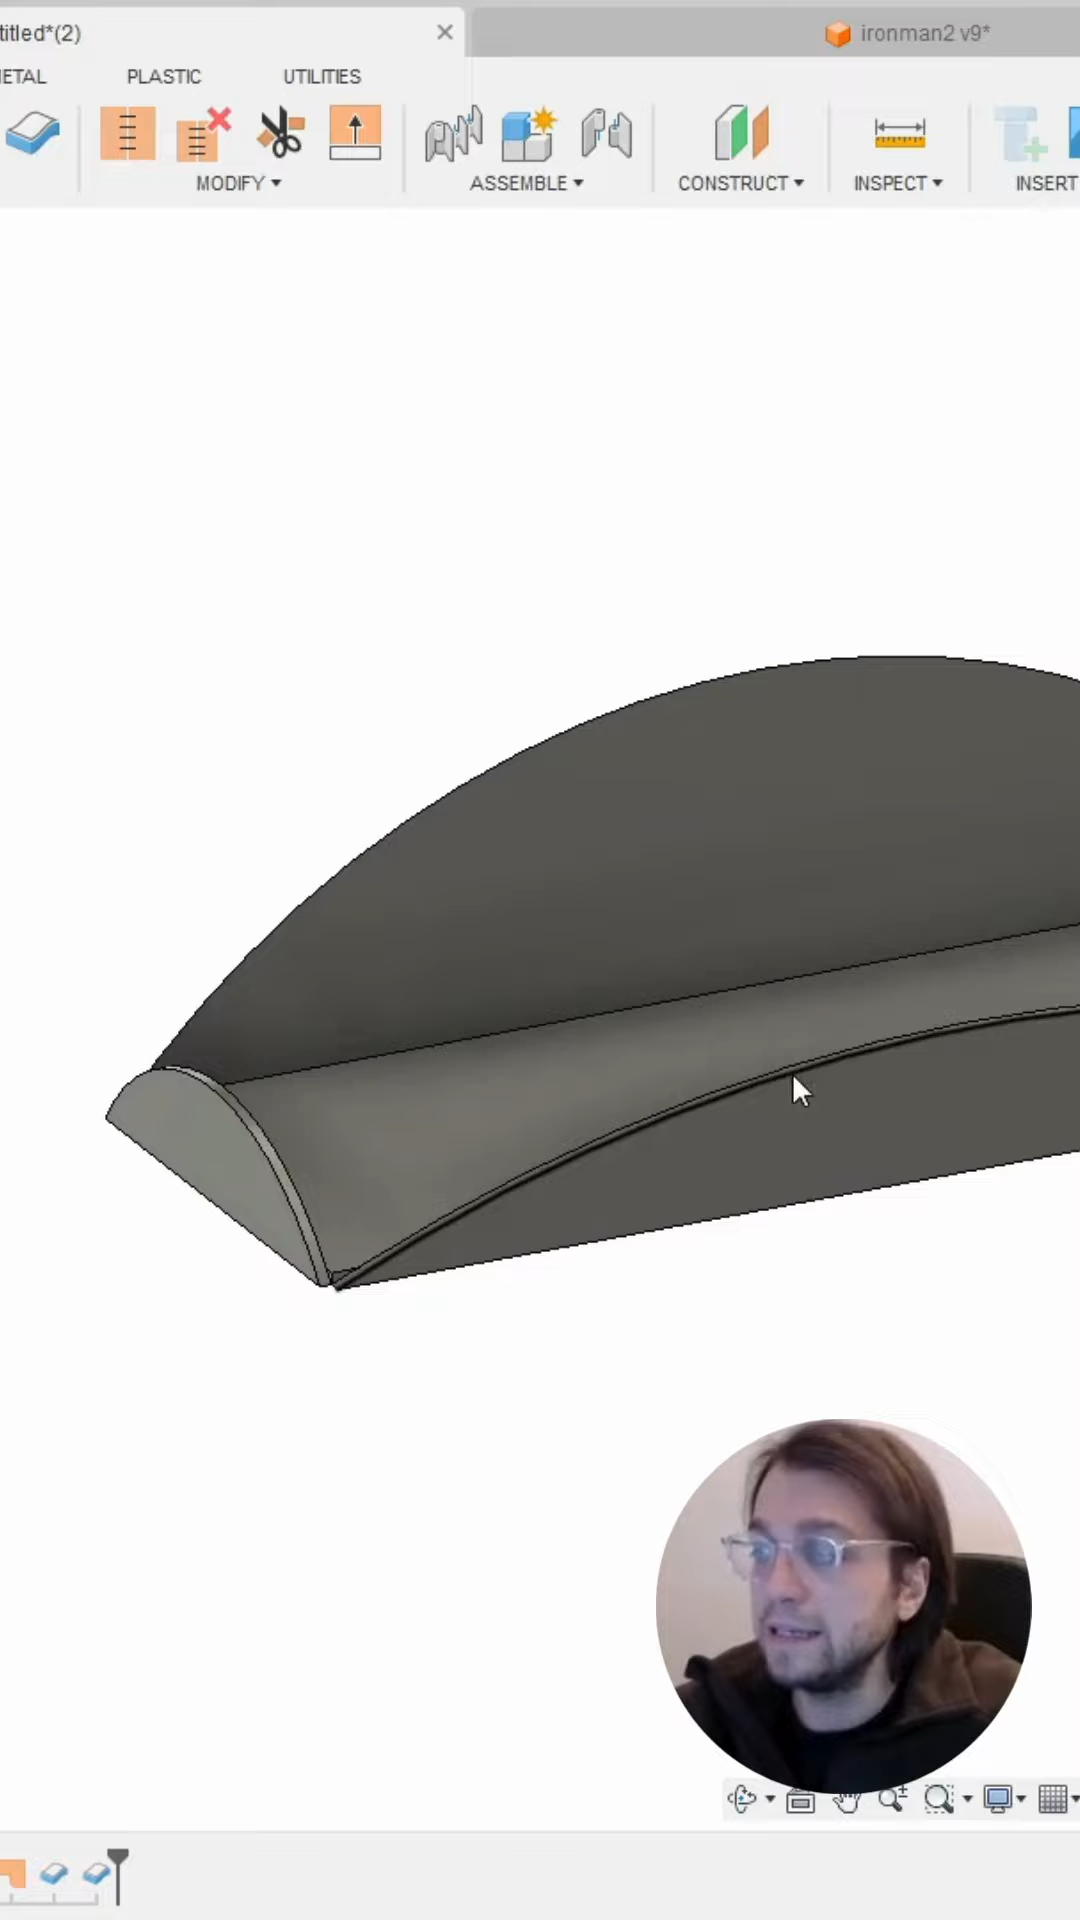 titled*(2)
ironman2 v9*
ETAL
PLASTIC
UTILITIES
MODIFY
ASSEMBLE
CONSTRUCT
INSPECT
INSERT